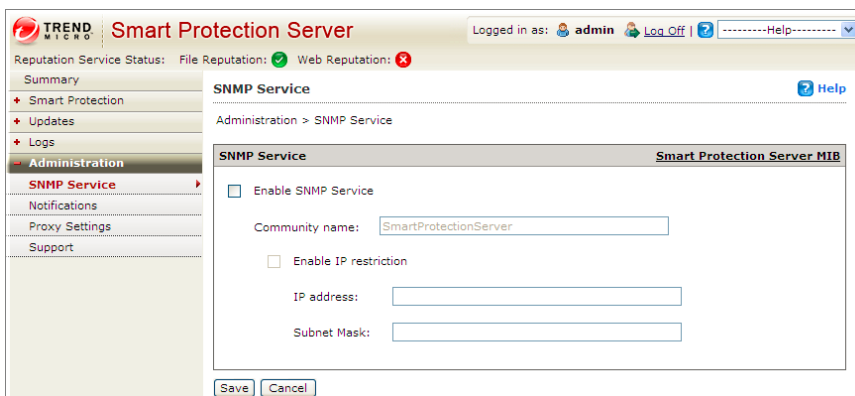 TREND MICRO Smart Protection Server Logged in as: admin Log Off | ---------Help---------
Reputation Service Status: File Reputation: Web Reputation:
Summary
+ Smart Protection
+ Updates
+ Logs
− Administration
SNMP Service
Notifications
Proxy Settings
Support
SNMP Service ? Help
Administration > SNMP Service
SNMP Service Smart Protection Server MIB
Enable SNMP Service
Community name: SmartProtectionServer
Enable IP restriction
IP address:
Subnet Mask:
Save Cancel